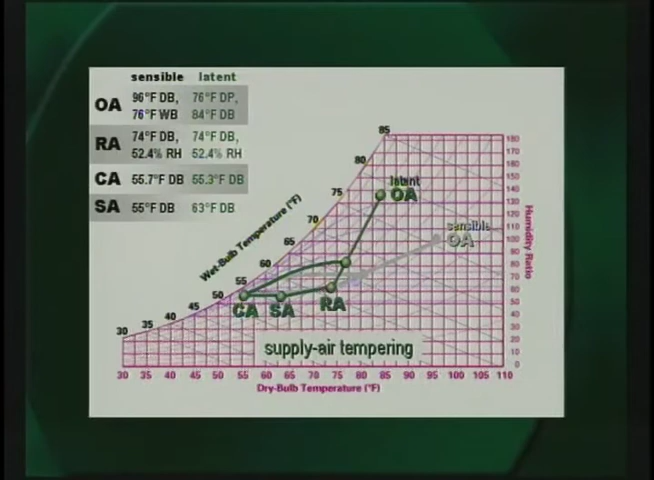 sensible latent
OA 96°F DB, 76°F DP,
76°F WB 84°F DB
RA 74°F DB, 74°F DB,
52.4% RH 52.4% RH
CA 55.7°F DB 55.3°F DB
SA 55°F DB 63°F DB
85
80
75
70
65
60
55
50
45
40
35
30
Wet-Bulb Temperature (°F)
latent
OA
sensible
OA
CA SA RA
supply-air tempering
180
160
150
140
130
120
110
100
90
80
70
60
50
40
30
20
10
0
Humidity Ratio
30 35 40 45 50 55 60 65 70 75 80 85 90 95 100 105 110
Dry-Bulb Temperature (°F)